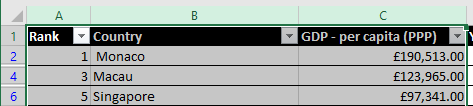 A B C
1 Rank Country GDP - per capita (PPP)
2 1 Monaco £190,513.00
4 3 Macau £123,965.00
6 5 Singapore £97,341.00